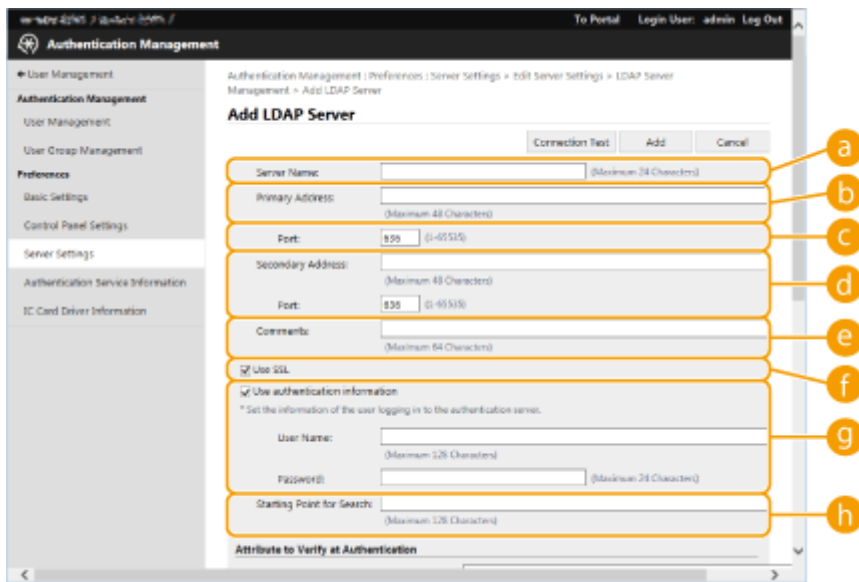 To Portal Login User: admin Log Out
Authentication Management
User Management
Authentication Management
User Management
User Group Management
Preferences
Basic Settings
Control Panel Settings
Server Settings
Authentication Service Information
IC Card Driver Information
Authentication Management : Preferences : Server Settings > Edit Server Settings > LDAP Server
Management > Add LDAP Server
Add LDAP Server
Connection Test Add Cancel
Server Name: (Maximum 24 Characters)
a
Primary Address:
(Maximum 48 Characters)
b
Port: 636 (1-65535)
c
Secondary Address:
(Maximum 48 Characters)
Port: 636 (1-65535)
d
Comments:
(Maximum 64 Characters)
e
Use SSL
f
Use authentication information
* Set the information of the user logging in to the authentication server.
User Name:
(Maximum 128 Characters)
Password: (Maximum 24 Characters)
g
Starting Point for Search:
(Maximum 128 Characters)
h
Attribute to Verify at Authentication